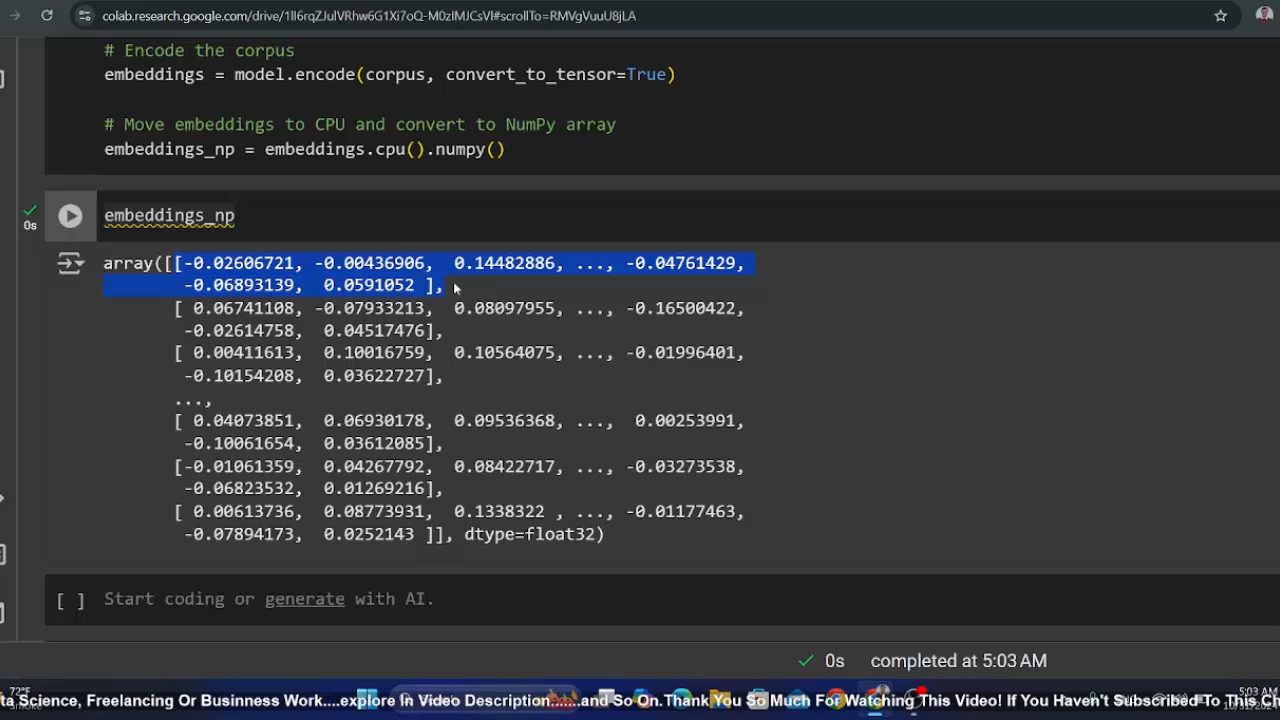 colab.research.google.com/drive/1Il6rqZJulVRhw6G1Xi7oQ-M0zlMJCsVl#scrollTo=RMVgVuuU8jLA
# Encode the corpus
embeddings = model.encode(corpus, convert_to_tensor=True)
# Move embeddings to CPU and convert to NumPy array
embeddings_np = embeddings.cpu().numpy()
embeddings_np
0s
array([[-0.02606721, -0.00436906, 0.14482886, ..., -0.04761429,
-0.06893139, 0.0591052 ],
[ 0.06741108, -0.07933213, 0.08097955, ..., -0.16500422,
-0.02614758, 0.04517476],
[ 0.00411613, 0.10016759, 0.10564075, ..., -0.01996401,
-0.10154208, 0.03622727],
...,
[ 0.04073851, 0.06930178, 0.09536368, ..., 0.00253991,
-0.10061654, 0.03612085],
[-0.01061359, 0.04267792, 0.08422717, ..., -0.03273538,
-0.06823532, 0.01269216],
[ 0.00613736, 0.08773931, 0.1338322 , ..., -0.01177463,
-0.07894173, 0.0252143 ]], dtype=float32)
[ ] Start coding or generate with AI.
0s completed at 5:03 AM
72°F
5:03 AM
ta Science, Freelancing Or Businness Work....explore In Video Description......and So On.Thank You So Much For Watching This Video! If You Haven't Subscribed To This Ch